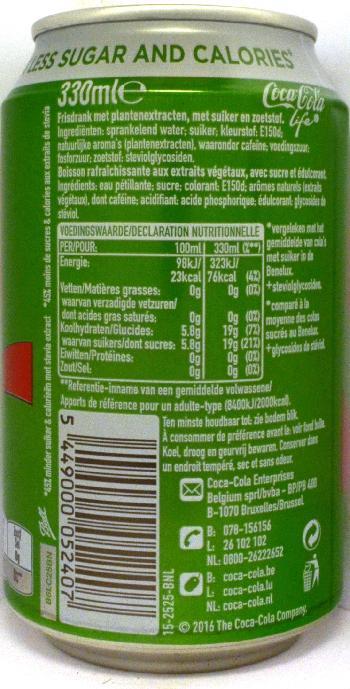 LESS SUGAR AND CALORIES*
330ml℮
Coca-Cola
life
Frisdrank met plantenextracten, met suiker en zoetstof.
Ingrediënten: sprankelend water; suiker; kleurstof: E150d;
natuurlijke aroma's (plantenextracten), waaronder cafeïne; voedingszuur:
fosforzuur; zoetstof: steviolglycosiden.
Boisson rafraîchissante aux extraits végétaux, avec sucre et édulcorant.
Ingrédients: eau pétillante; sucre; colorant: E150d; arômes naturels (extraits
végétaux), dont caféine; acidifiant: acide phosphorique; édulcorant: glycosides de
stéviol.
VOEDINGSWAARDE/DECLARATION NUTRITIONNELLE
PER/POUR: 100ml 330ml (%**)
Energie: 98kJ/ 323kJ/
23kcal 76kcal (4%)
Vetten/Matières grasses: 0g 0g (0%)
waarvan verzadigde vetzuren/
dont acides gras saturés: 0g 0g (0%)
Koolhydraten/Glucides: 5.8g 19g (7%)
waarvan suikers/dont sucres: 5.8g 19g (21%)
Eiwitten/Protéines: 0g 0g (0%)
Zout/Sel: 0g 0g (0%)
*vergeleken met het
gemiddelde van cola's
met suiker in de
Benelux.
+steviolglycosiden.
*comparé à la
moyenne des colas
sucrés au Benelux.
+glycosides de stéviol.
**Referentie-inname van een gemiddelde volwassene/
Apports de référence pour un adulte-type (8400kJ/2000kcal).
Ten minste houdbaar tot: zie bodem blik.
À consommer de préférence avant le: voir fond boîte.
Koel, droog en geurvrij bewaren. Conserver dans
un endroit tempéré, sec et sans odeur.
Coca-Cola Enterprises
Belgium sprl/bvba - BP/PB 400
B-1070 Bruxelles/Brussel
B: 078-156156
L: 26 102 102
NL: 0800-26222652
B: coca-cola.be
L: coca-cola.lu
NL: coca-cola.nl
© 2016 The Coca-Cola Company.
5 449000 052407
15-2525-BNL
*45% minder suiker & calorieën met stevia extract
*45% moins de sucres & calories aux extraits de stevia
Ball
BGLC25BN